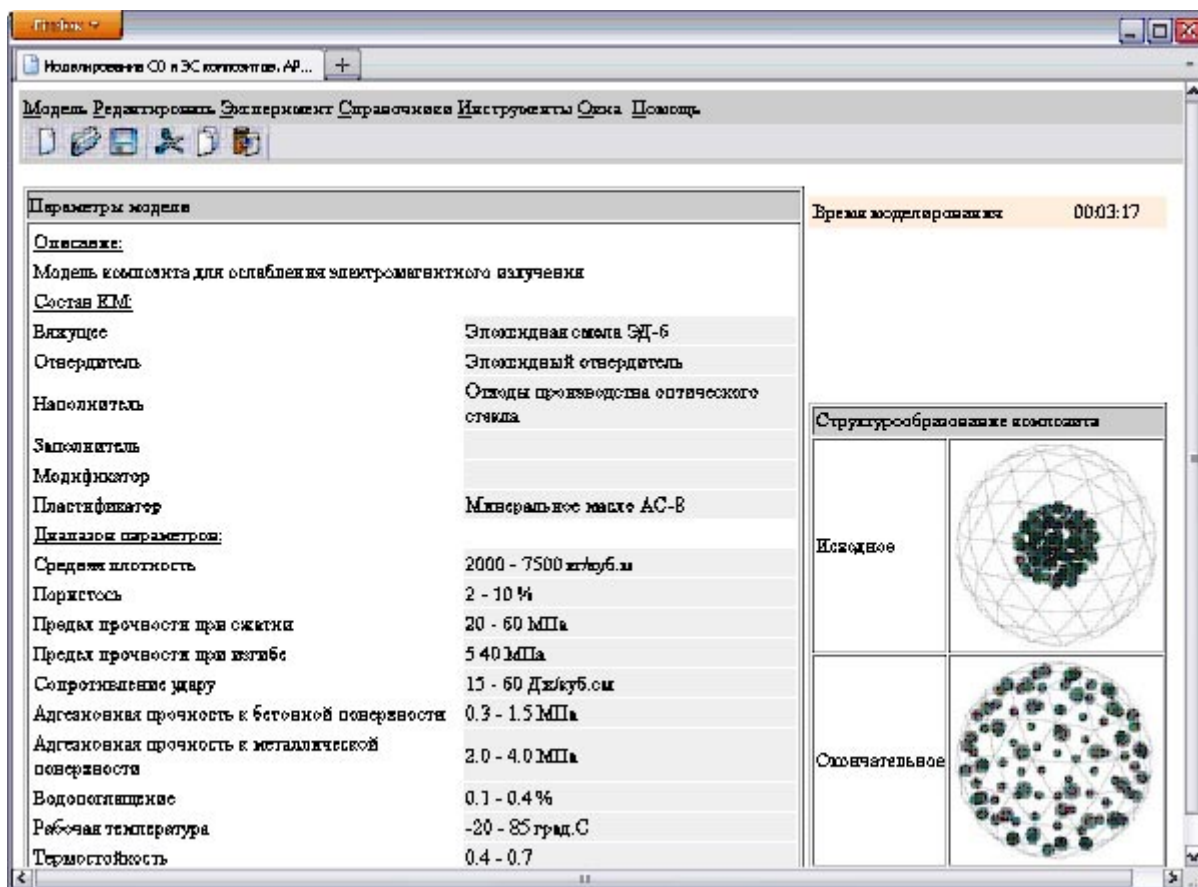 Firefox
Моделирование СО и ЭС композитов. АР...
Модель Редактировать Эксперимент Справочники Инструменты Окна Помощь
Параметры модели
Время моделирования 00:03:17
Описание:
Модель композита для ослабления электромагнитного излучения
Состав КМ:
Вяжущее Эпоксидная смола ЭД-6
Отвердитель Эпоксидный отвердитель
Наполнитель Отходы производства оптического
стекла
Заполнитель
Модификатор
Пластификатор Минеральное масло АС-8
Диапазон параметров:
Средняя плотность 2000 - 7500 кг/куб.м
Пористось 2 - 10 %
Предел прочности при сжатии 20 - 60 МПа
Предел прочности при изгибе 5 40 МПа
Сопротивление удару 15 - 60 Дж/куб.см
Адгезионная прочность к бетонной поверхности 0.3 - 1.5 МПа
Адгезионная прочность к металлической
поверхности 2.0 - 4.0 МПа
Водопоглащение 0.1 - 0.4 %
Рабочая температура -20 - 85 град.С
Термостойкость 0.4 - 0.7
Структурообразование композита
Исходное
Окончательное